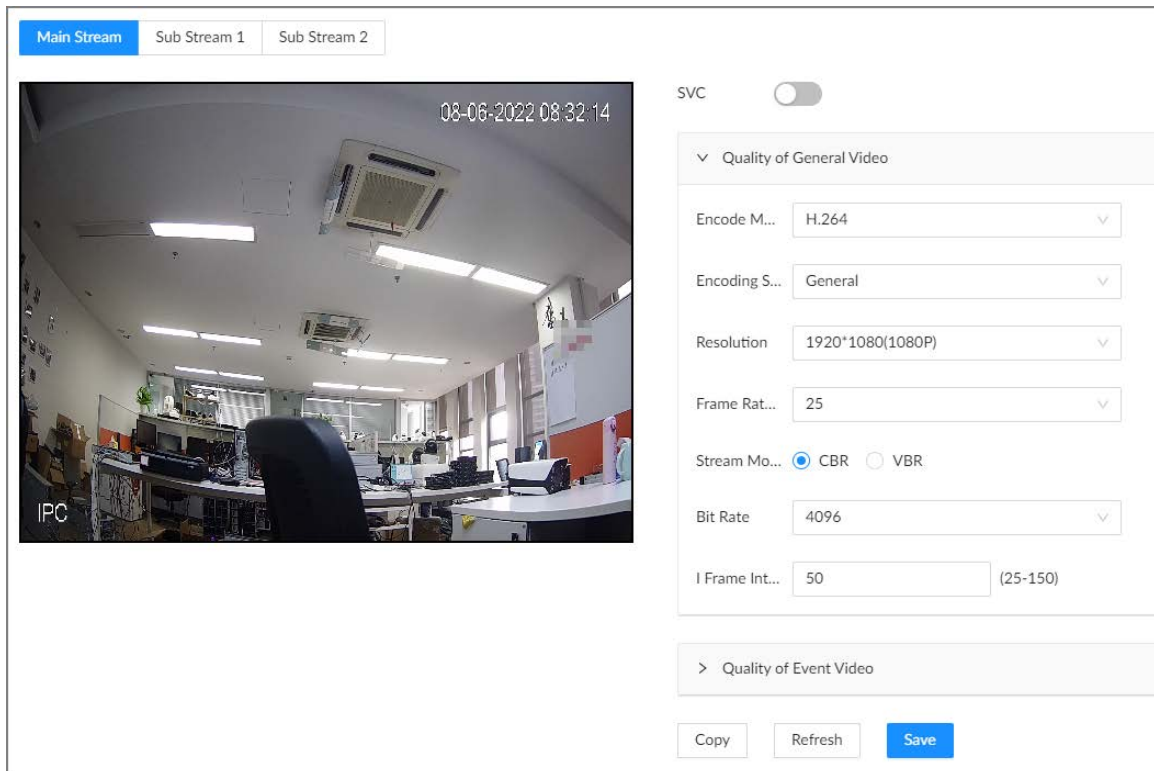 Main Stream Sub Stream 1 Sub Stream 2
08-06-2022 08:32:14
IPC
SVC
Quality of General Video
Encode M... H.264
Encoding S... General
Resolution 1920*1080(1080P)
Frame Rat... 25
Stream Mo... CBR VBR
Bit Rate 4096
I Frame Int... 50 (25-150)
Quality of Event Video
Copy Refresh Save